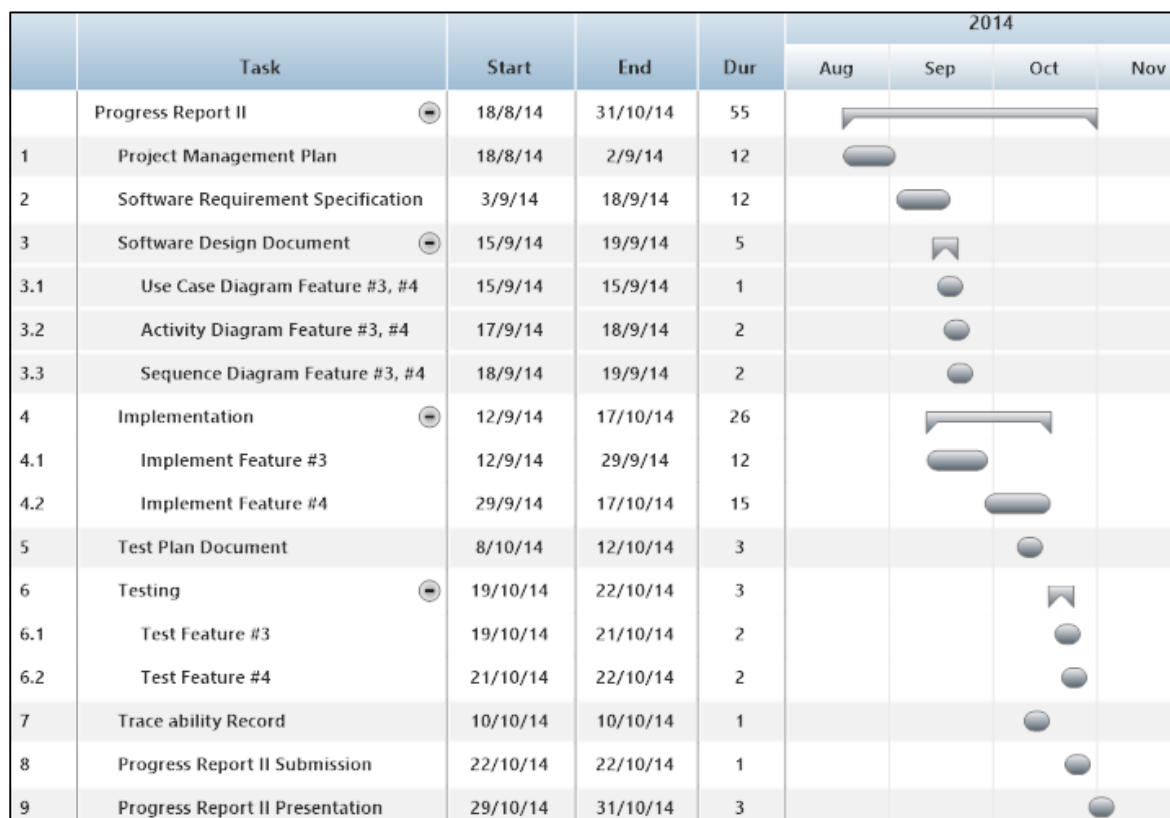 2014
Task Start End Dur Aug Sep Oct Nov
Progress Report II 18/8/14 31/10/14 55
1 Project Management Plan 18/8/14 2/9/14 12
2 Software Requirement Specification 3/9/14 18/9/14 12
3 Software Design Document 15/9/14 19/9/14 5
3.1 Use Case Diagram Feature #3, #4 15/9/14 15/9/14 1
3.2 Activity Diagram Feature #3, #4 17/9/14 18/9/14 2
3.3 Sequence Diagram Feature #3, #4 18/9/14 19/9/14 2
4 Implementation 12/9/14 17/10/14 26
4.1 Implement Feature #3 12/9/14 29/9/14 12
4.2 Implement Feature #4 29/9/14 17/10/14 15
5 Test Plan Document 8/10/14 12/10/14 3
6 Testing 19/10/14 22/10/14 3
6.1 Test Feature #3 19/10/14 21/10/14 2
6.2 Test Feature #4 21/10/14 22/10/14 2
7 Trace ability Record 10/10/14 10/10/14 1
8 Progress Report II Submission 22/10/14 22/10/14 1
9 Progress Report II Presentation 29/10/14 31/10/14 3